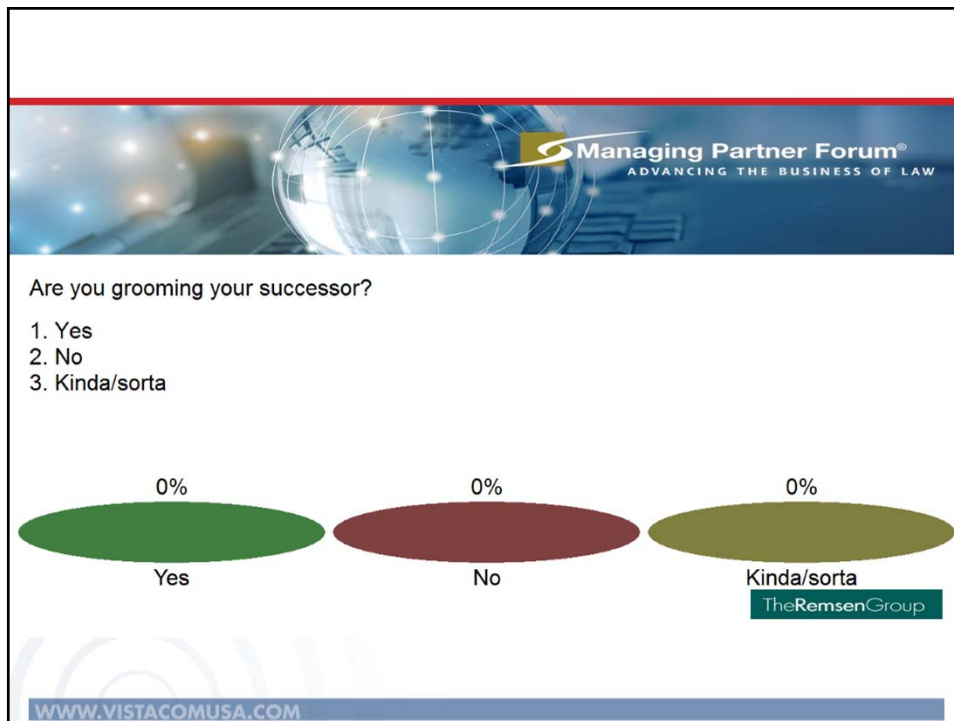 Managing Partner Forum®
ADVANCING THE BUSINESS OF LAW
Are you grooming your successor?
1. Yes
2. No
3. Kinda/sorta
0% 0% 0%
Yes No Kinda/sorta
TheRemsenGroup
WWW.VISTACOMUSA.COM